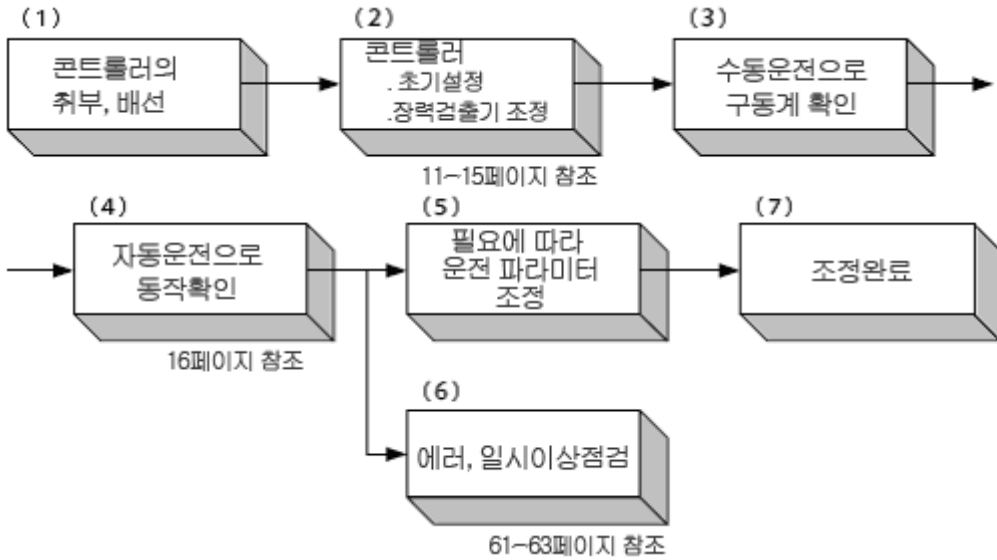 (1)
콘트롤러의
취부, 배선
(2)
콘트롤러
. 초기설정
.장력검출기 조정
11~15페이지 참조
(3)
수동운전으로
구동계 확인
(4)
자동운전으로
동작확인
16페이지 참조
(5)
필요에 따라
운전 파라미터
조정
(7)
조정완료
(6)
에러, 일시이상점검
61~63페이지 참조